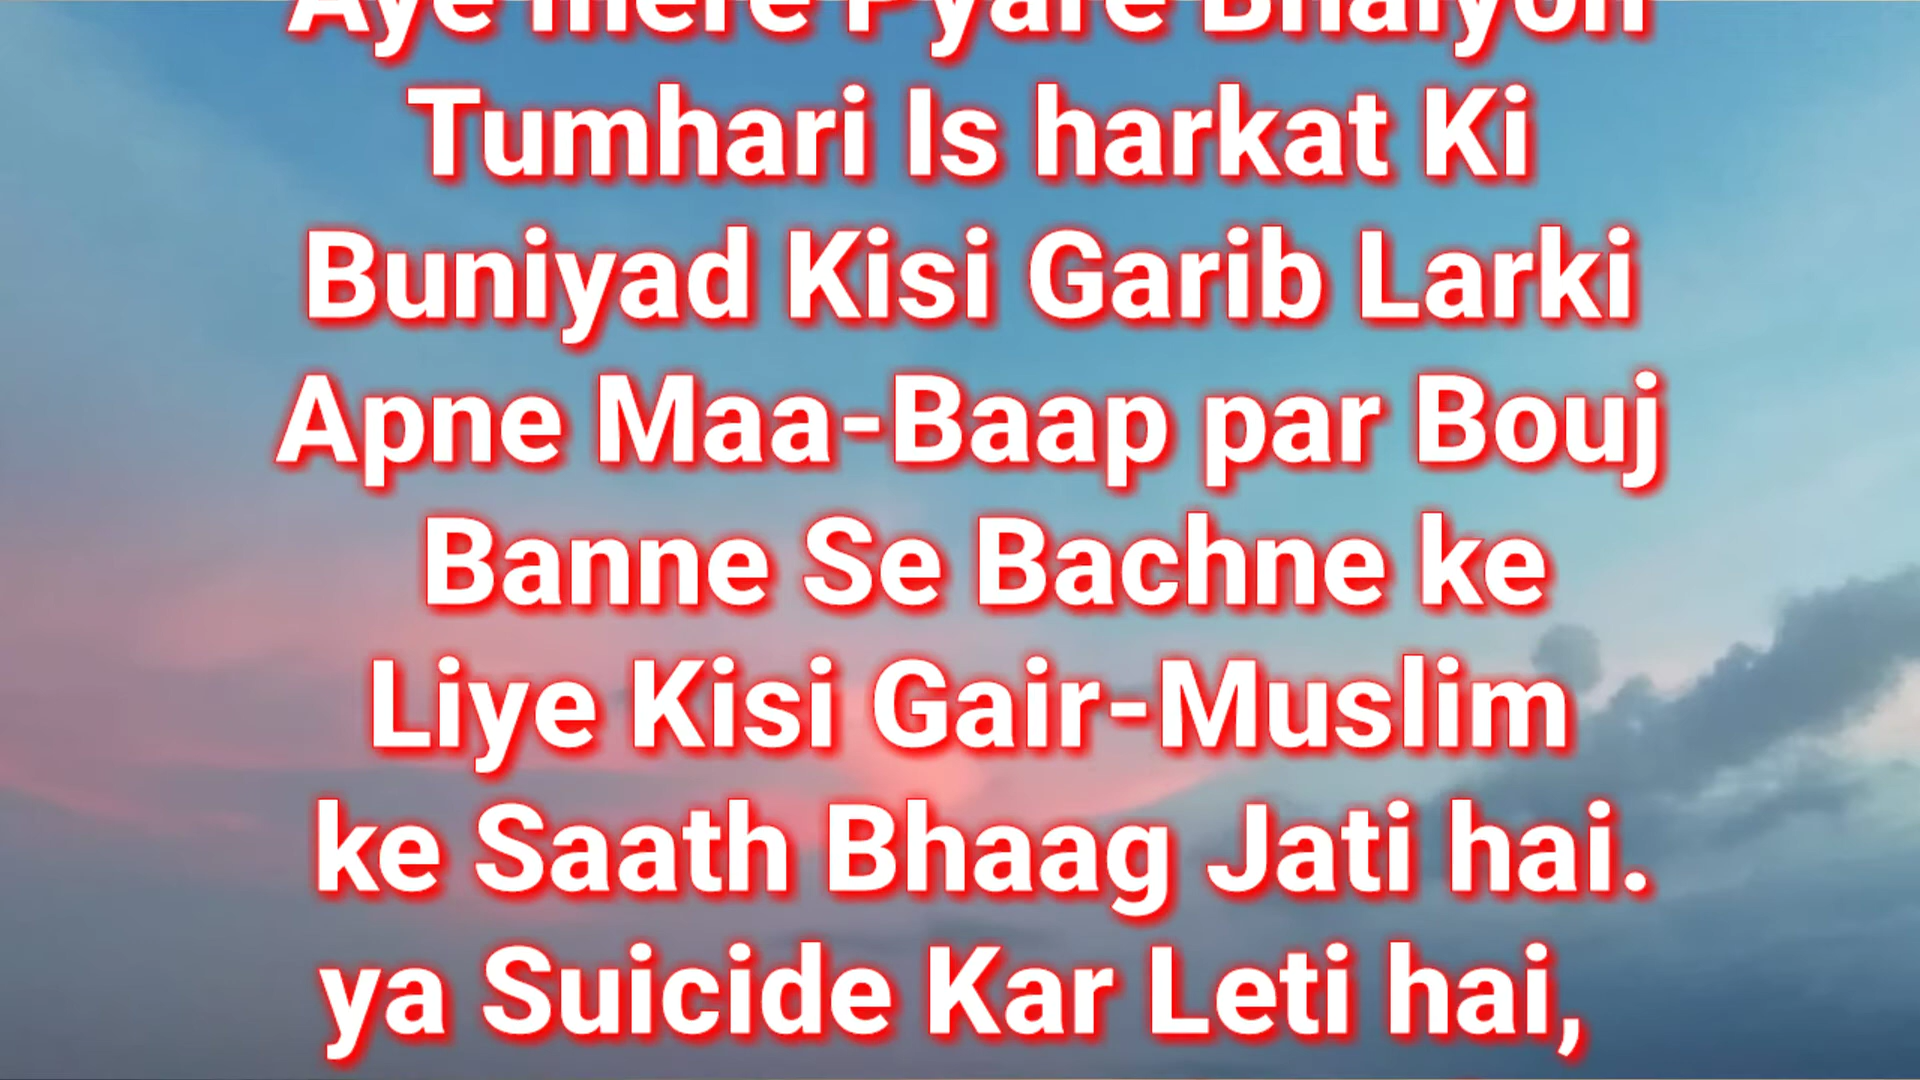 Aye mere Pyare Bhaiyon
Tumhari Is harkat Ki
Buniyad Kisi Garib Larki
Apne Maa-Baap par Bouj
Banne Se Bachne ke
Liye Kisi Gair-Muslim
ke Saath Bhaag Jati hai.
ya Suicide Kar Leti hai,